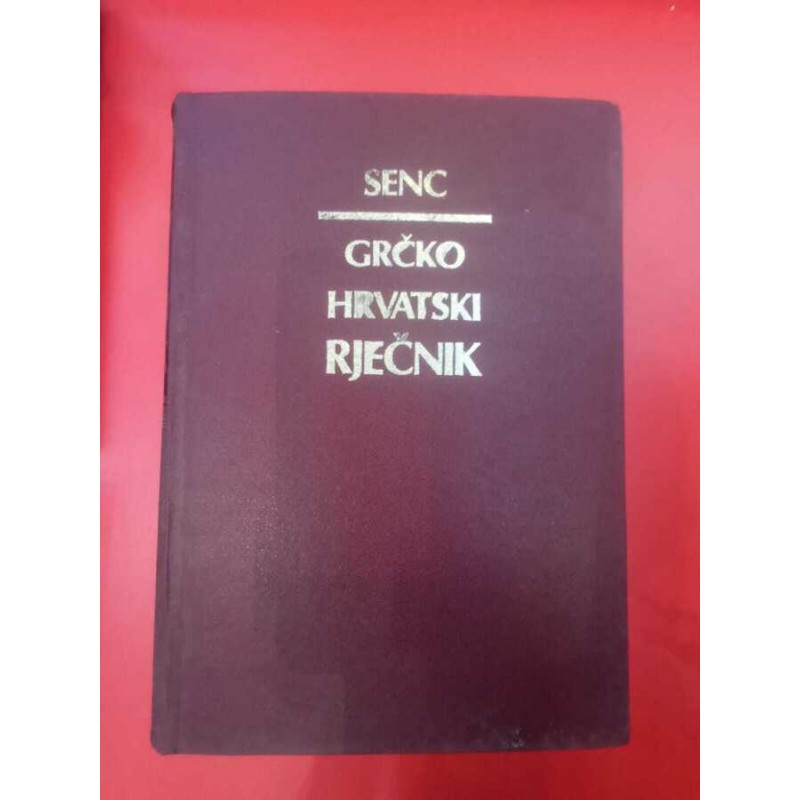 SENC
GRČKO
HRVATSKI
RJEČNIK